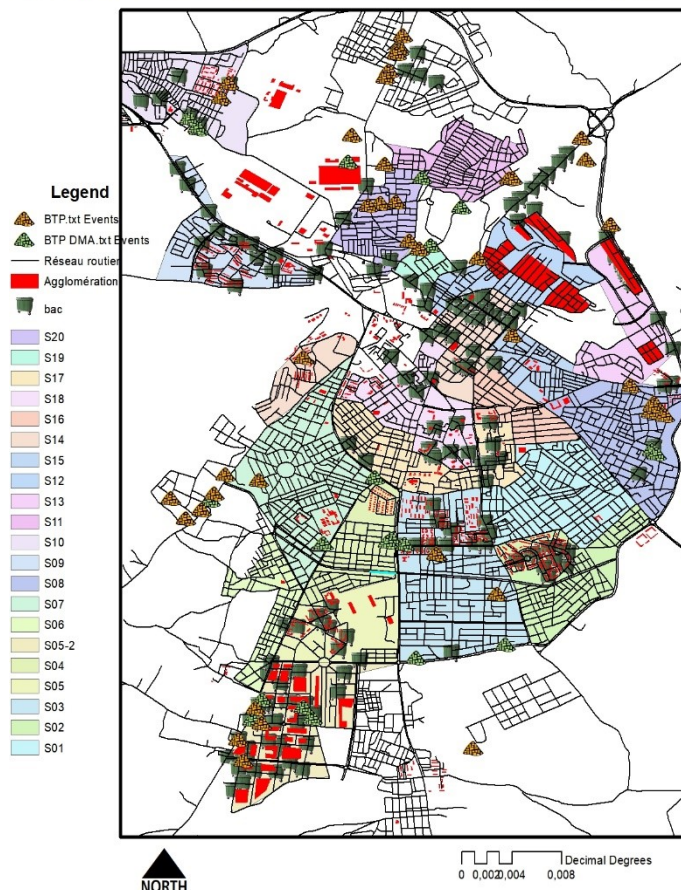 Legend
BTP.txt Events
BTP DMA.txt Events
Réseau routier
Agglomération
bac
S20
S19
S17
S18
S16
S14
S15
S12
S13
S11
S10
S09
S08
S07
S06
S05-2
S04
S05
S03
S02
S01
NORTH
Decimal Degrees
0 0,002 0,004 0,008